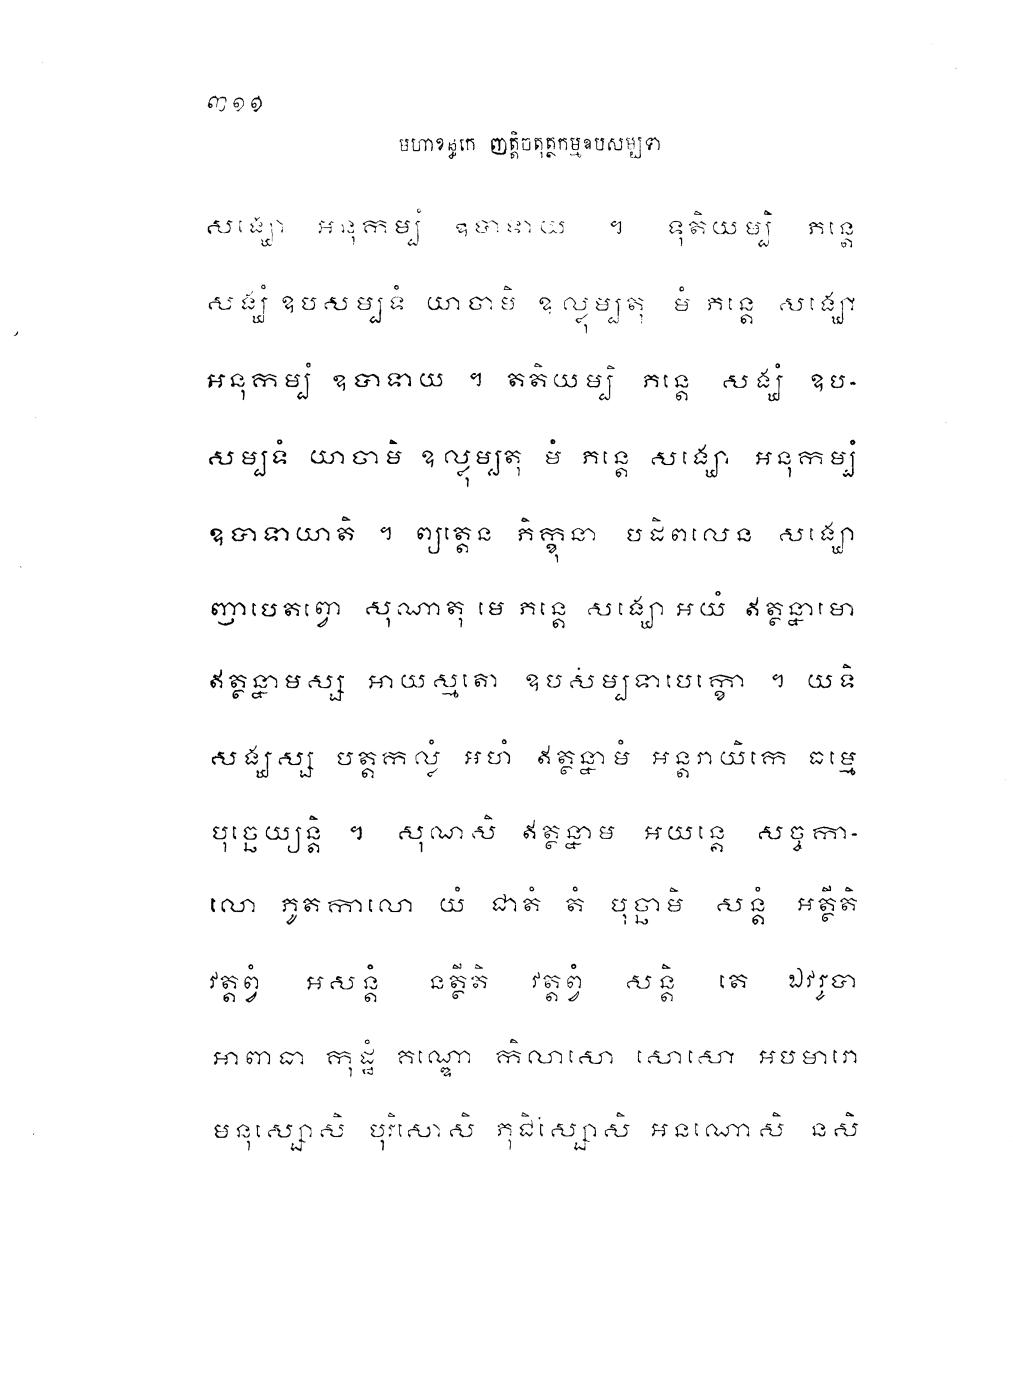 ៣១១
មហាខន្ធកេ ញត្តិចតុត្ថកម្មឧបសម្បទា
សង្ឃោ អនុកម្បំ ឧបាទាយ ។ ទុតិយម្បិ ភន្តេ
សង្ឃំ ឧបសម្បទំ យាចាមិ ឧល្លុម្បតុ មំ ភន្តេ សង្ឃោ
អនុកម្បំ ឧបាទាយ ។ តតិយម្បិ ភន្តេ សង្ឃំ ឧប-
សម្បទំ យាចាមិ ឧល្លុម្បតុ មំ ភន្តេ សង្ឃោ អនុកម្បំ
ឧបាទាយាតិ ។ ព្យត្តេន ភិក្ខុនា បដិពលេន សង្ឃោ
ញាបេតព្វោ សុណាតុ មេ ភន្តេ សង្ឃោ អយំ ឥត្ថន្នាមោ
ឥត្ថន្នាមស្ស អាយស្មតោ ឧបសម្បទាបេក្ខោ ។ យទិ
សង្ឃស្ស បត្តកល្លំ អហំ ឥត្ថន្នាមំ អន្តរាយិកេ ធម្មេ
បុច្ឆេយ្យន្តិ ។ សុណសិ ឥត្ថន្នាម អយន្តេ សច្ចកា-
លោ ភូតកាលោ យំ ជាតំ តំ បុច្ឆាមិ សន្តំ អត្ថីតិ
វត្តព្វំ អសន្តំ នត្ថីតិ វត្តព្វំ សន្តិ តេ ឯវរូបា
អាពាធា កុដ្ឋំ គណ្ឌោ កិលាសោ សោសោ អបមារោ
មនុស្សោសិ បុរិសោសិ ភុជិស្សោសិ អនណោសិ នសិ